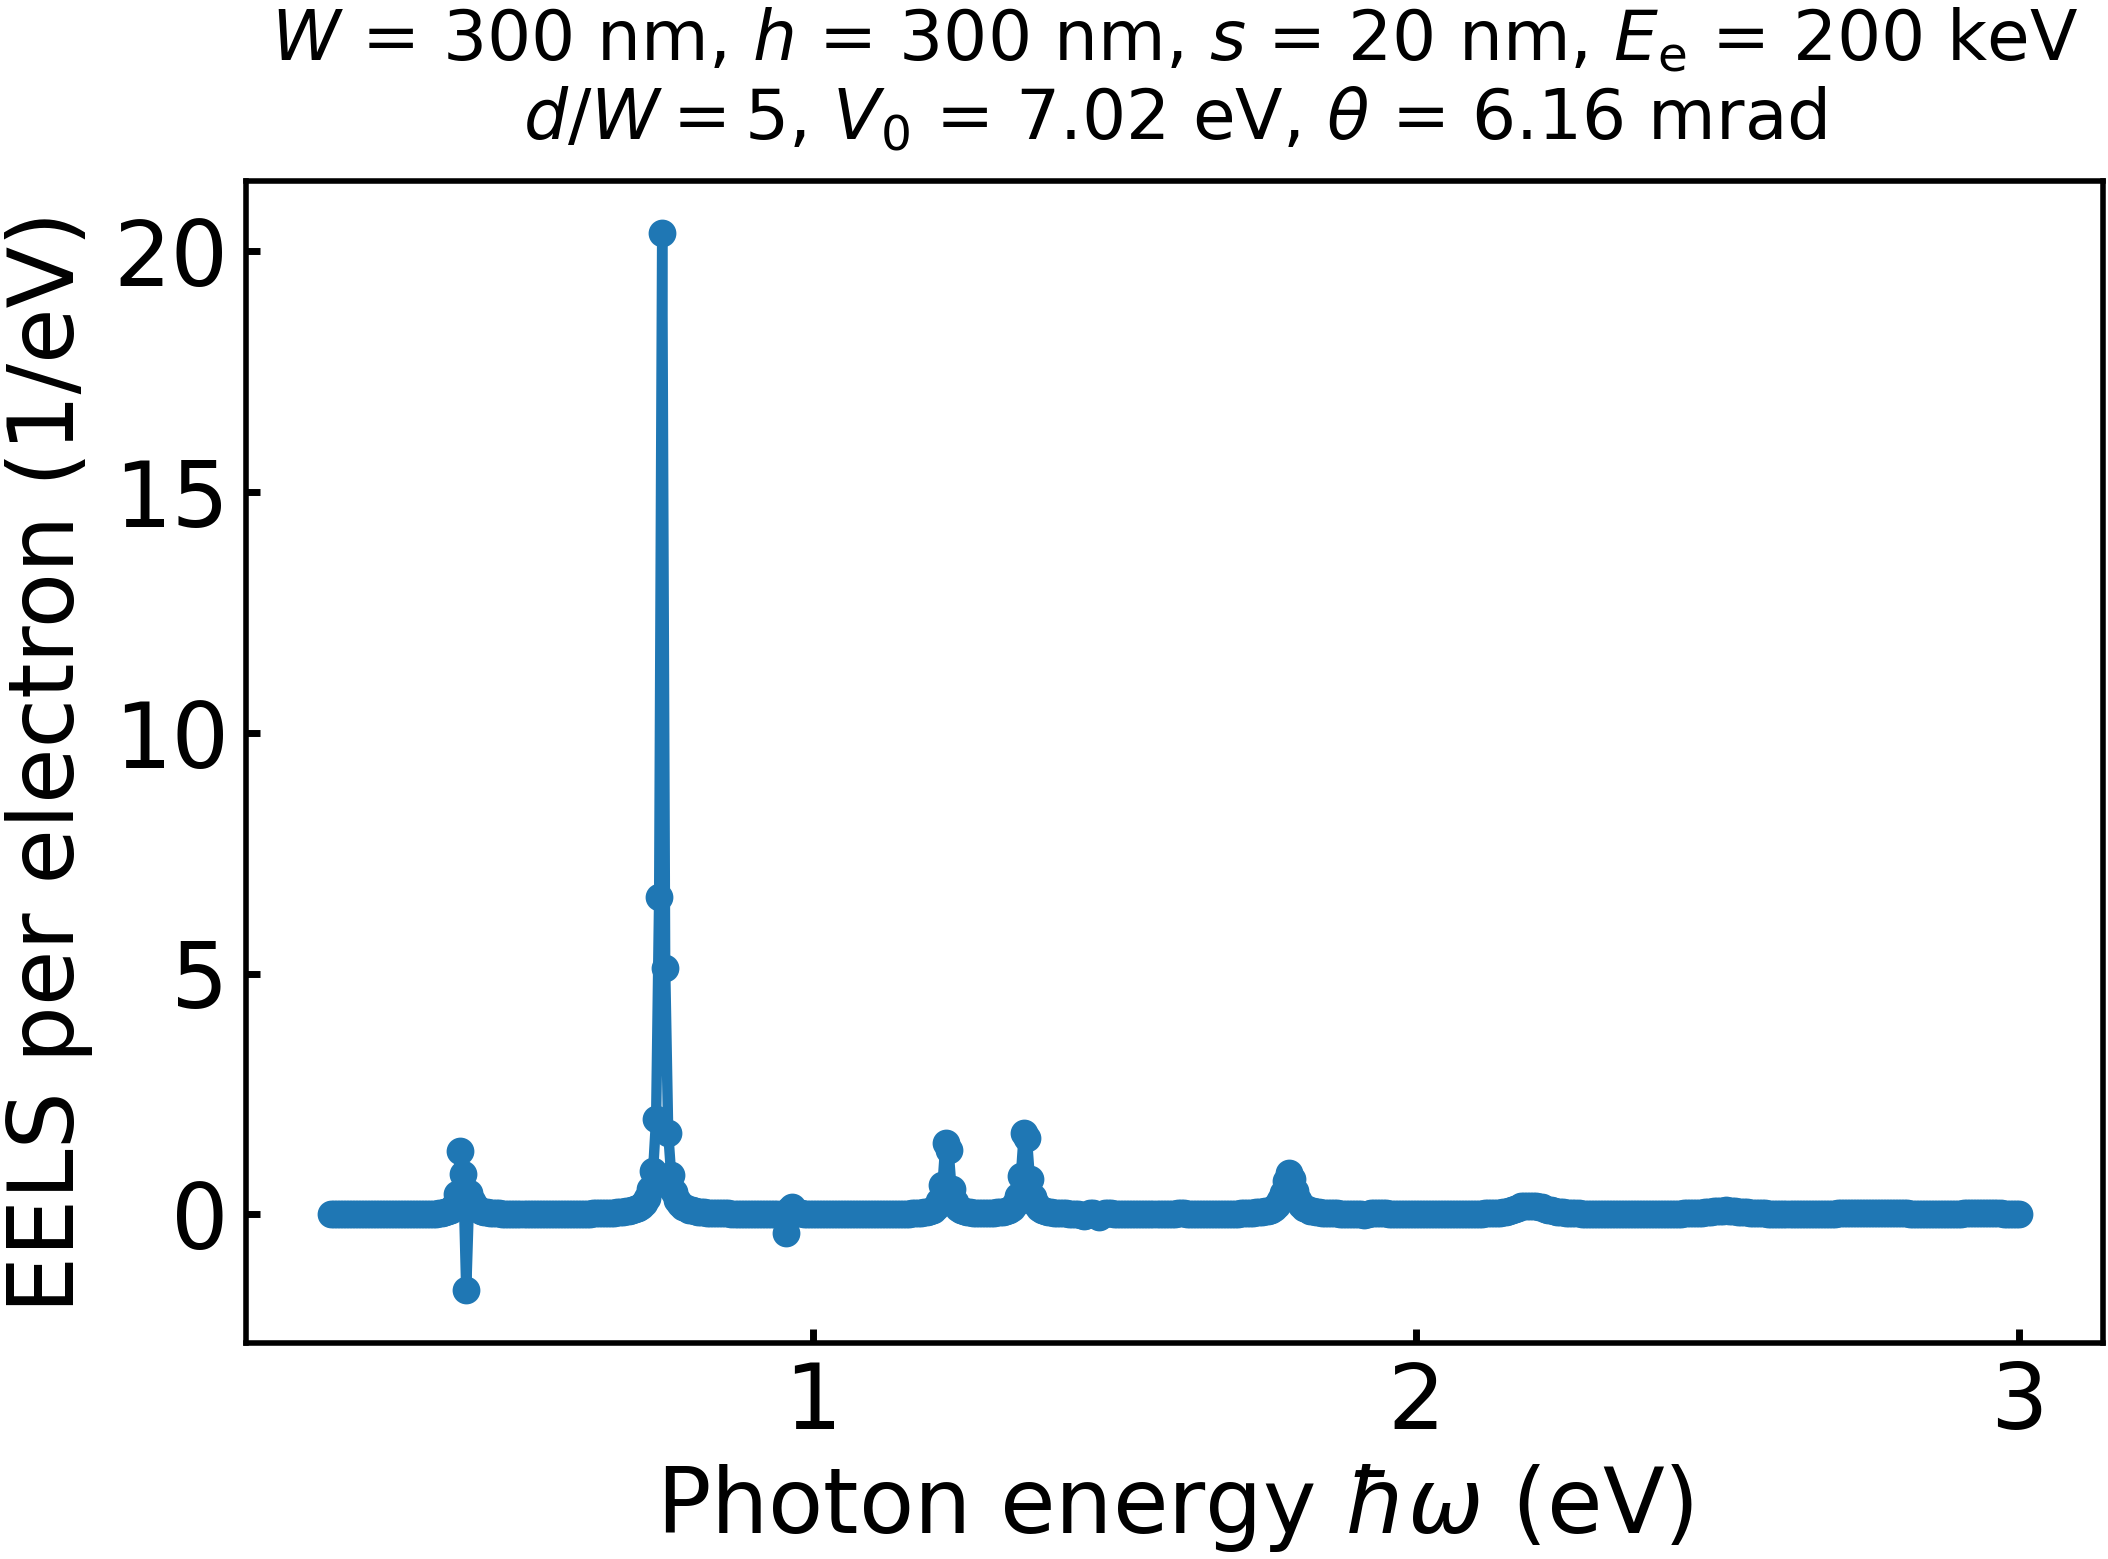 W = 300 nm, h = 300 nm, s = 20 nm, Eₑ = 200 keV
d/W = 5, V₀ = 7.02 eV, θ = 6.16 mrad
EELS per electron (1/eV)
20
15
10
5
0
1 2 3
Photon energy ħω (eV)